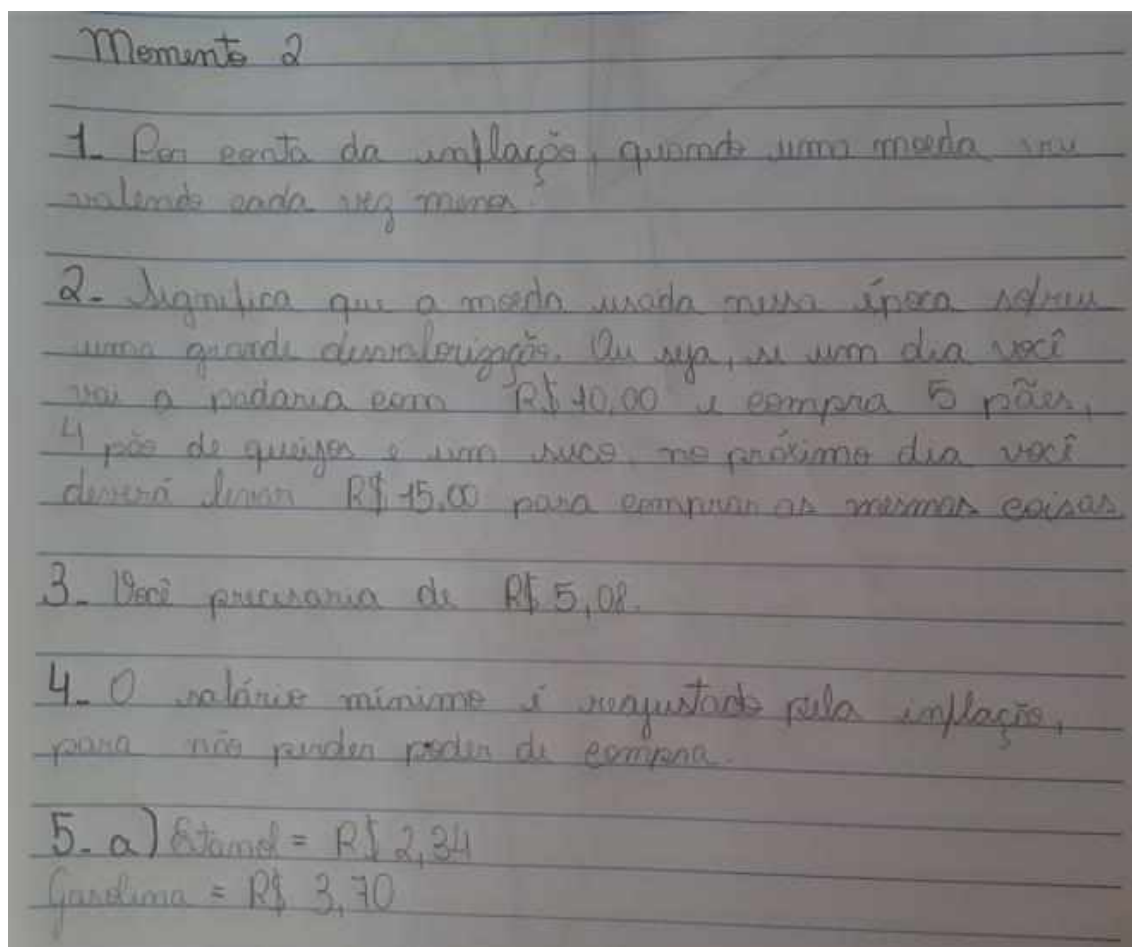 Momento 2
1- Por conta da inflação, quando uma moeda vai
valendo cada vez menos.
2- Significa que a moeda usada nessa época sofreu
uma grande desvalorização. Ou seja, se um dia você
vai a padaria com R$ 10,00 e compra 5 pães,
4 pão de queijos e um suco, no próximo dia você
deverá levar R$ 15,00 para comprar as mesmas coisas
3- Você precisaria de R$ 5,08.
4- O salário mínimo é reajustado pela inflação,
para não perder poder de compra.
5- a) Etanol = R$ 2,34
Gasolina = R$ 3,70